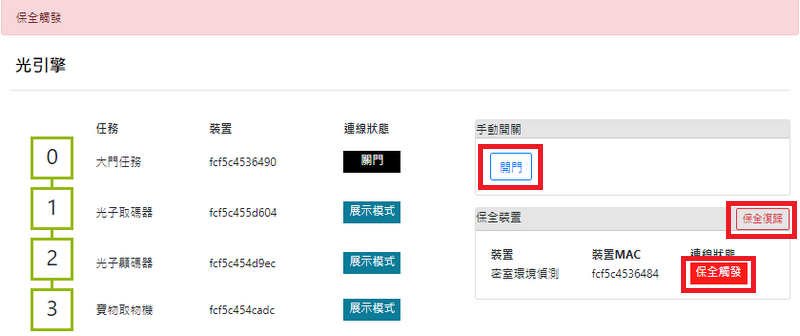 保全觸發
光引擎
任務 裝置 連線狀態
0 大門任務 fcf5c4536490 關門
1 光子取碼器 fcf5c455d604 展示模式
2 光子顯碼器 fcf5c454d9ec 展示模式
3 寶物取物機 fcf5c454cadc 展示模式
手動開關
開門
保全裝置 保全復歸
裝置 裝置MAC 連線狀態
密室環境偵測 fcf5c4536484 保全觸發